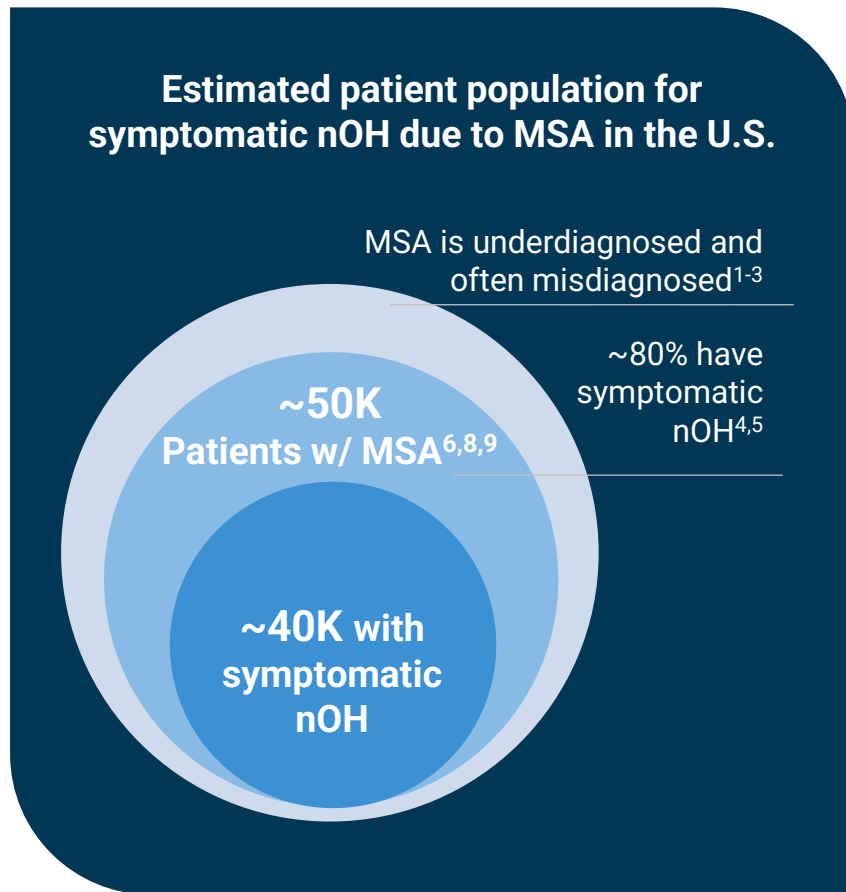 Estimated patient population for
symptomatic nOH due to MSA in the U.S.
MSA is underdiagnosed and
often misdiagnosed1-3
~80% have
symptomatic
nOH4,5
~50K
Patients w/ MSA6,8,9
~40K with
symptomatic
nOH